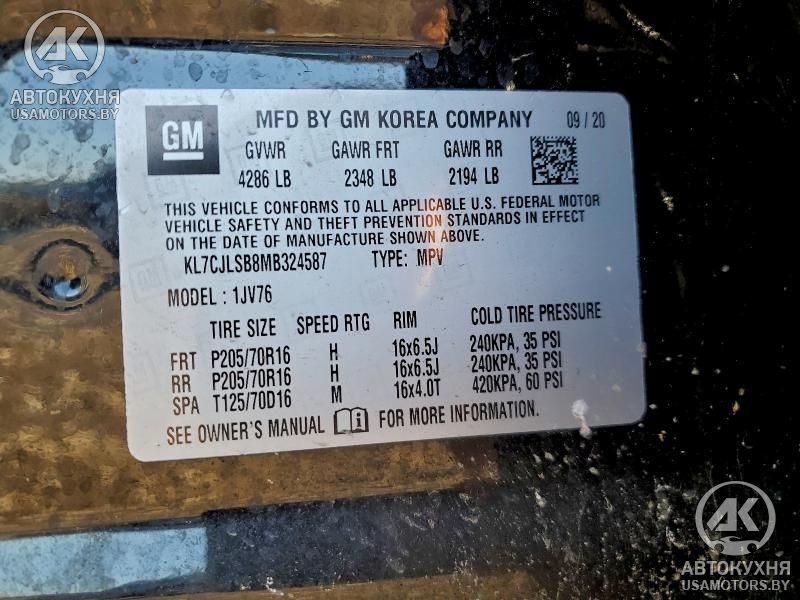 AK
АВТОКУХНЯ
USAMOTORS.BY
GM
MFD BY GM KOREA COMPANY 09 / 20
GVWR GAWR FRT GAWR RR
4286 LB 2348 LB 2194 LB
THIS VEHICLE CONFORMS TO ALL APPLICABLE U.S. FEDERAL MOTOR
VEHICLE SAFETY AND THEFT PREVENTION STANDARDS IN EFFECT
ON THE DATE OF MANUFACTURE SHOWN ABOVE.
KL7CJLSB8MB324587 TYPE: MPV
MODEL : 1JV76
TIRE SIZE SPEED RTG RIM COLD TIRE PRESSURE
FRT P205/70R16 H 16x6.5J 240KPA, 35 PSI
RR P205/70R16 H 16x6.5J 240KPA, 35 PSI
SPA T125/70D16 M 16x4.0T 420KPA, 60 PSI
SEE OWNER'S MANUAL FOR MORE INFORMATION.
AK
АВТОКУХНЯ
USAMOTORS.BY